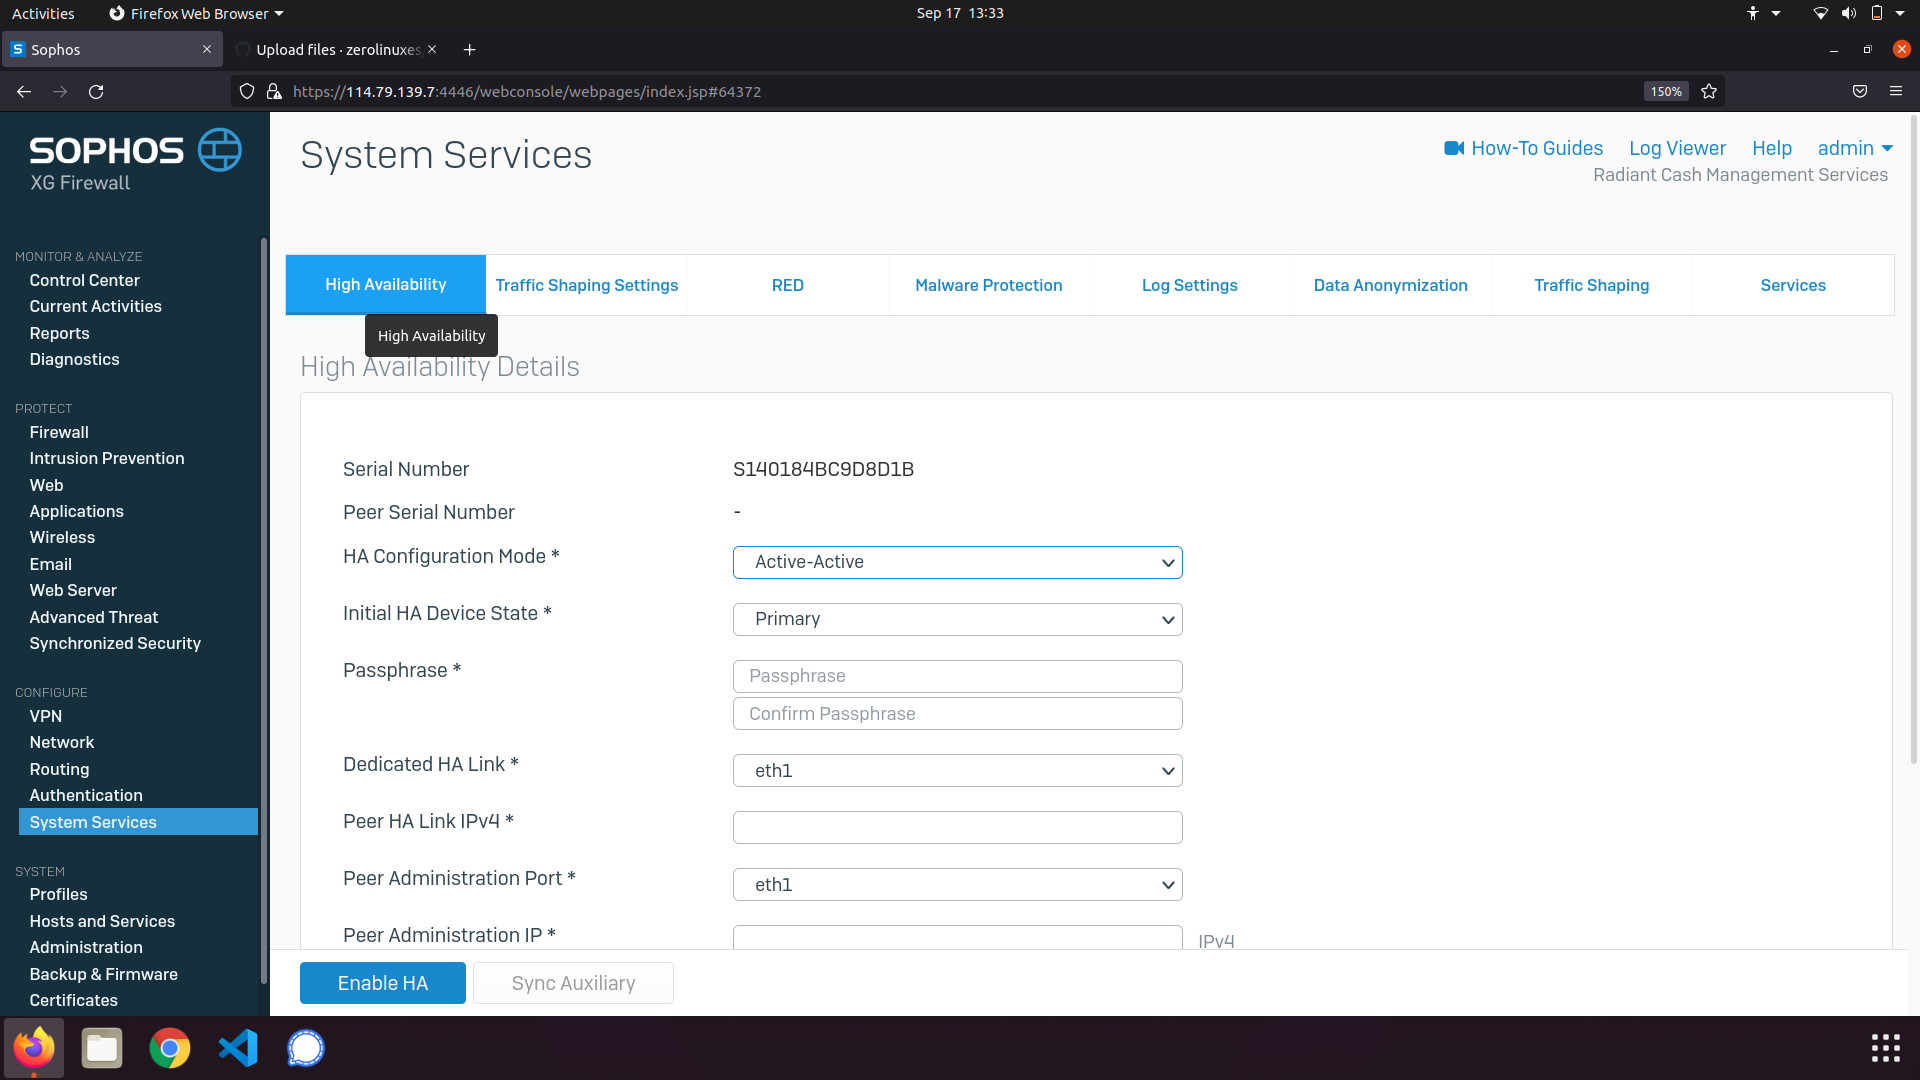 Activities
Firefox Web Browser
Sep 17 13:33
Sophos
Upload files · zerolinuxes
https://114.79.139.7:4446/webconsole/webpages/index.jsp#64372
150%
SOPHOS
XG Firewall
System Services
How-To Guides
Log Viewer
Help
admin
Radiant Cash Management Services
High Availability
Traffic Shaping Settings
RED
Malware Protection
Log Settings
Data Anonymization
Traffic Shaping
Services
High Availability
MONITOR & ANALYZE
Control Center
Current Activities
Reports
Diagnostics
PROTECT
Firewall
Intrusion Prevention
Web
Applications
Wireless
Email
Web Server
Advanced Threat
Synchronized Security
CONFIGURE
VPN
Network
Routing
Authentication
System Services
SYSTEM
Profiles
Hosts and Services
Administration
Backup & Firmware
Certificates
High Availability Details
Serial Number
S140184BC9D8D1B
Peer Serial Number
-
HA Configuration Mode *
Active-Active
Initial HA Device State *
Primary
Passphrase *
Passphrase
Confirm Passphrase
Dedicated HA Link *
eth1
Peer HA Link IPv4 *
Peer Administration Port *
eth1
Peer Administration IP *
IPv4
Enable HA
Sync Auxiliary